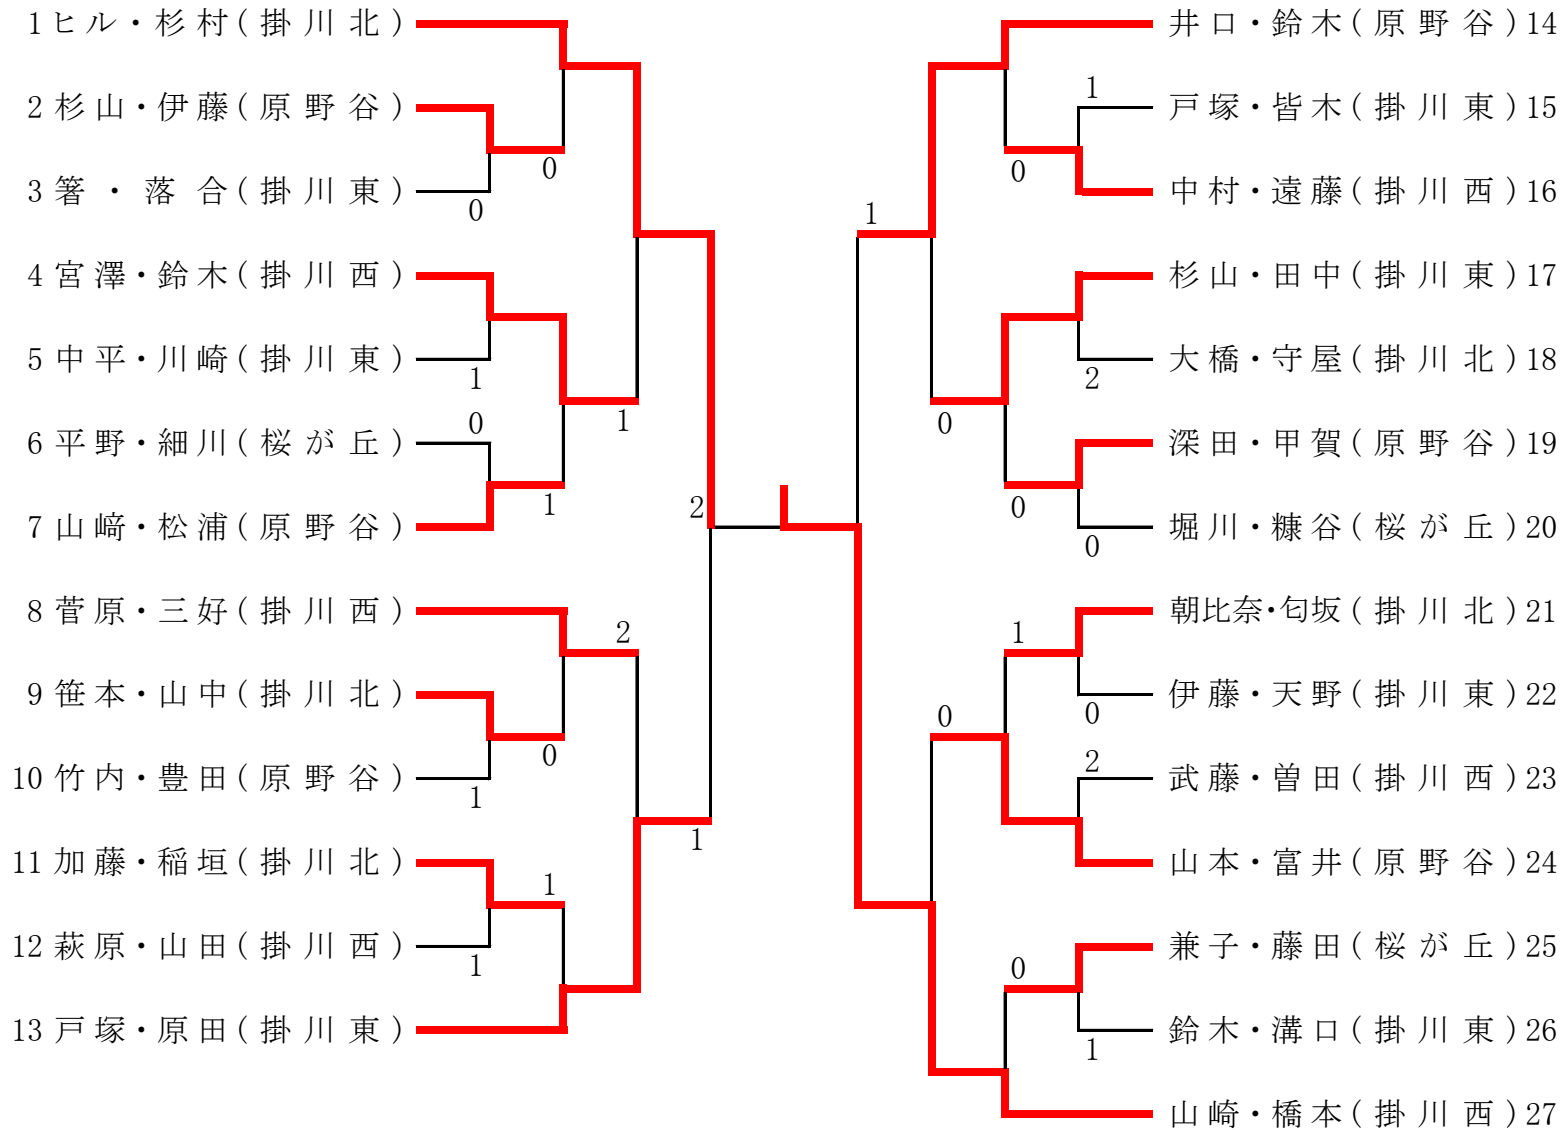 1 ヒル・杉村(掛川北)
2 杉山・伊藤(原野谷)
0
3 箸・落合(掛川東)
0
4 宮澤・鈴木(掛川西)
5 中平・川崎(掛川東)
1
1
6 平野・細川(桜が丘)
0
7 山﨑・松浦(原野谷)
1
2
8 菅原・三好(掛川西)
2
9 笹本・山中(掛川北)
0
10 竹内・豊田(原野谷)
1
1
11 加藤・稲垣(掛川北)
1
12 萩原・山田(掛川西)
1
13 戸塚・原田(掛川東)
井口・鈴木(原野谷)14
1
戸塚・皆木(掛川東)15
0
中村・遠藤(掛川西)16
1
杉山・田中(掛川東)17
大橋・守屋(掛川北)18
2
0
深田・甲賀(原野谷)19
0
堀川・糠谷(桜が丘)20
0
朝比奈・匂坂(掛川北)21
1
伊藤・天野(掛川東)22
0
0
2
武藤・曽田(掛川西)23
山本・富井(原野谷)24
兼子・藤田(桜が丘)25
0
鈴木・溝口(掛川東)26
1
山崎・橋本(掛川西)27